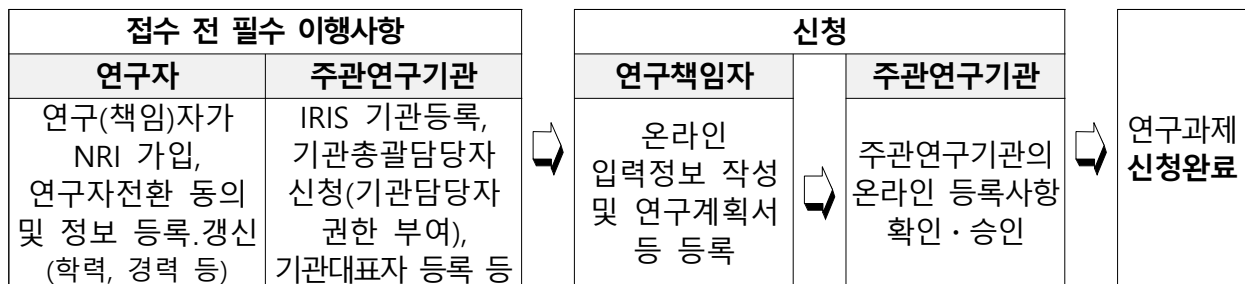 접수 전 필수 이행사항
연구자
연구(책임)자가
NRI 가입,
연구자전환 동의
및 정보 등록.갱신
(학력, 경력 등)
주관연구기관
IRIS 기관등록,
기관총괄담당자
신청(기관담당자
권한 부여),
기관대표자 등록 등
신청
연구책임자
온라인
입력정보 작성
및 연구계획서
등 등록
주관연구기관
주관연구기관의
온라인 등록사항
확인・승인
연구과제
신청완료